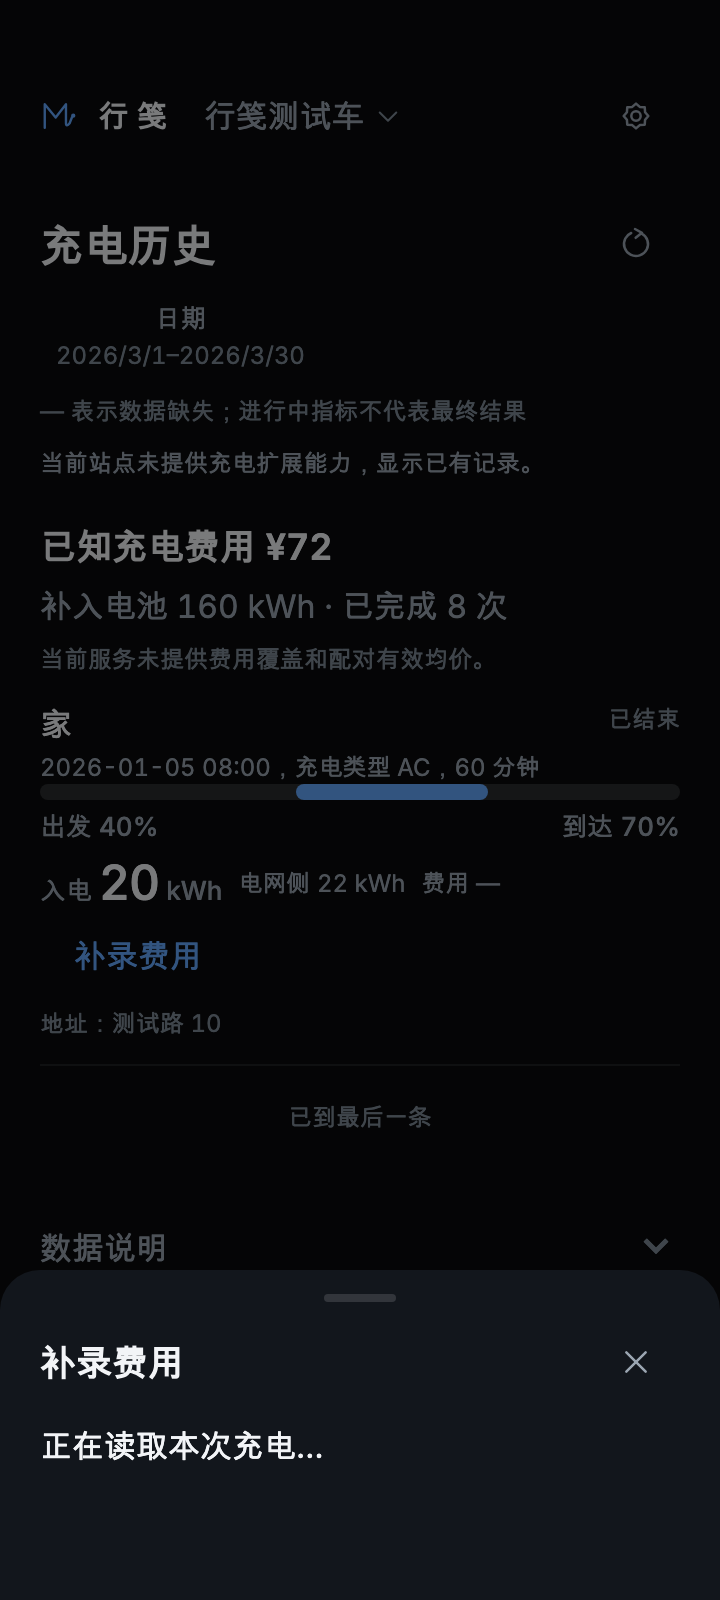 行笺 行笺测试车
充电历史
日期
2026/3/1–2026/3/30
— 表示数据缺失；进行中指标不代表最终结果
当前站点未提供充电扩展能力，显示已有记录。
已知充电费用 ¥72
补入电池 160 kWh · 已完成 8 次
当前服务未提供费用覆盖和配对有效均价。
家 已结束
2026-01-05 08:00，充电类型 AC，60 分钟
出发 40% 到达 70%
入电 20 kWh 电网侧 22 kWh 费用 —
补录费用
地址：测试路 10
已到最后一条
数据说明
补录费用
正在读取本次充电...